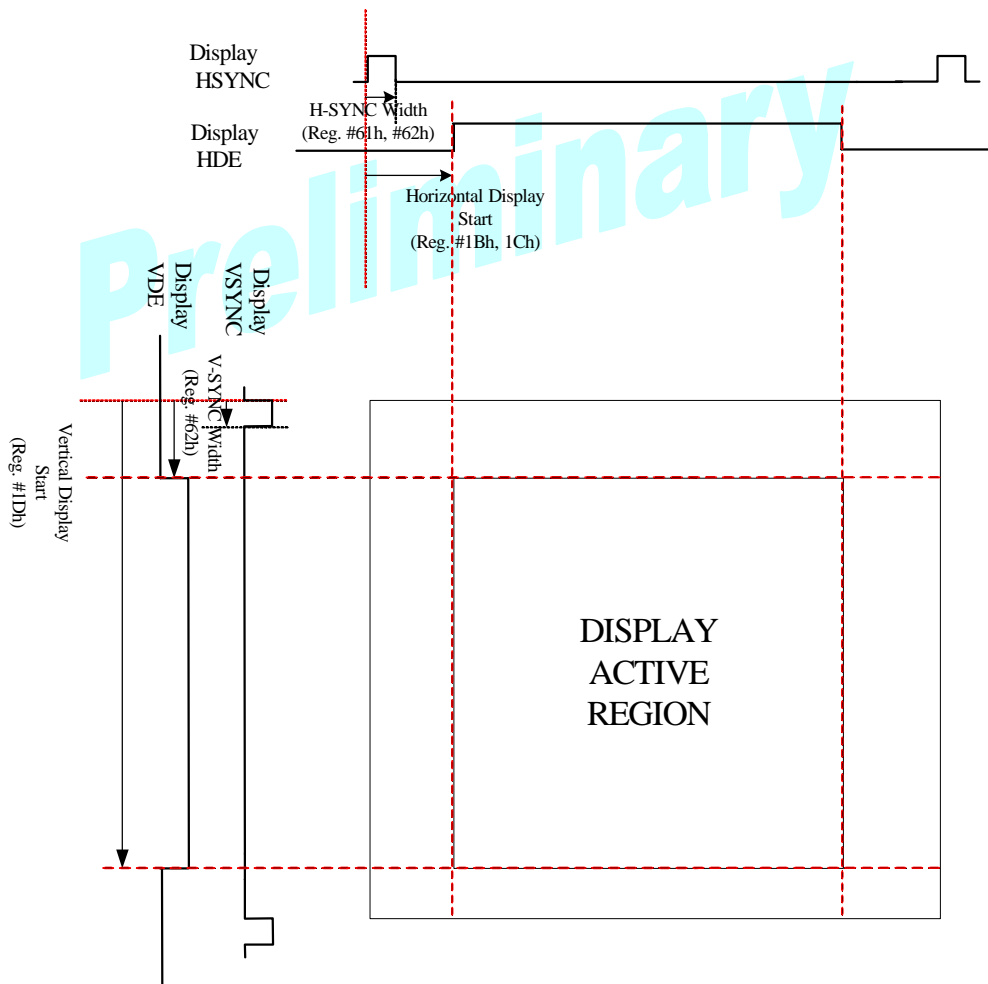 Display
HSYNC
H-SYNC Width
(Reg. #61h, #62h)
Display
HDE
Horizontal Display
Start
(Reg. #1Bh, 1Ch)
Preliminary
Display
VSYNC
Display
VDE
V-SYNC Width
(Reg. #62h)
Vertical Display
Start
(Reg. #1Dh)
DISPLAY
ACTIVE
REGION